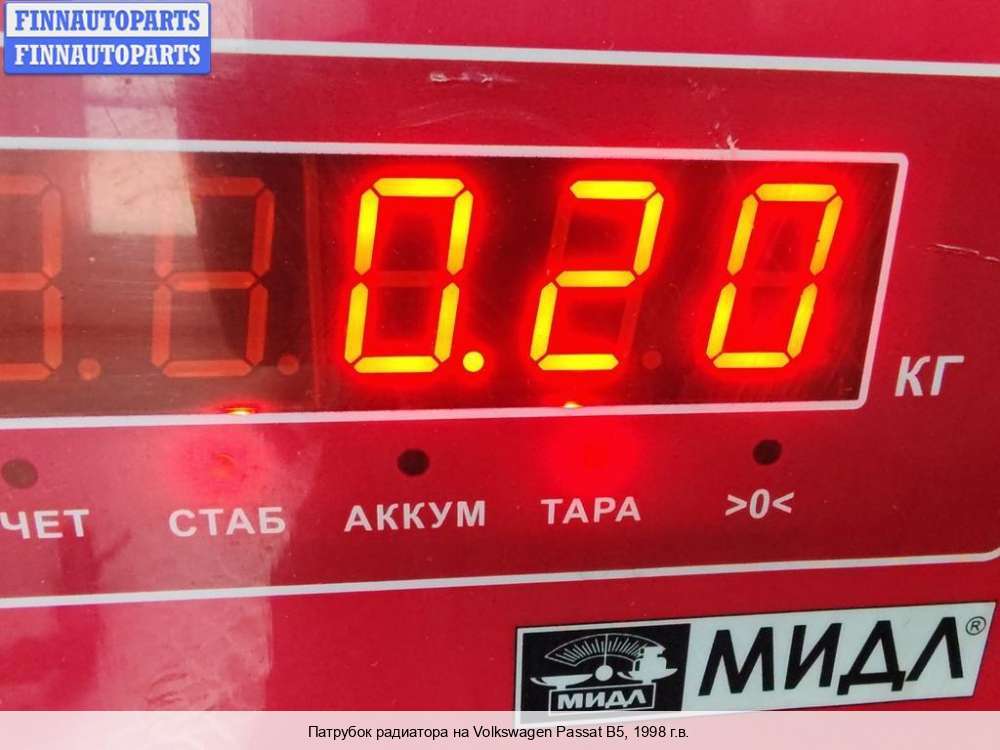 FINNAUTOPARTS
FINNAUTOPARTS
0.20
КГ
ЧЕТ СТАБ АККУМ ТАРА >0<
МИДЛ МИДЛ®
Патрубок радиатора на Volkswagen Passat B5, 1998 г.в.